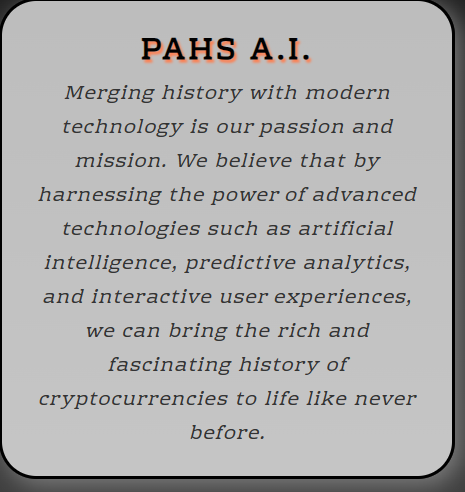 PAHS A.I.
Merging history with modern
technology is our passion and
mission. We believe that by
harnessing the power of advanced
technologies such as artificial
intelligence, predictive analytics,
and interactive user experiences,
we can bring the rich and
fascinating history of
cryptocurrencies to life like never
before.